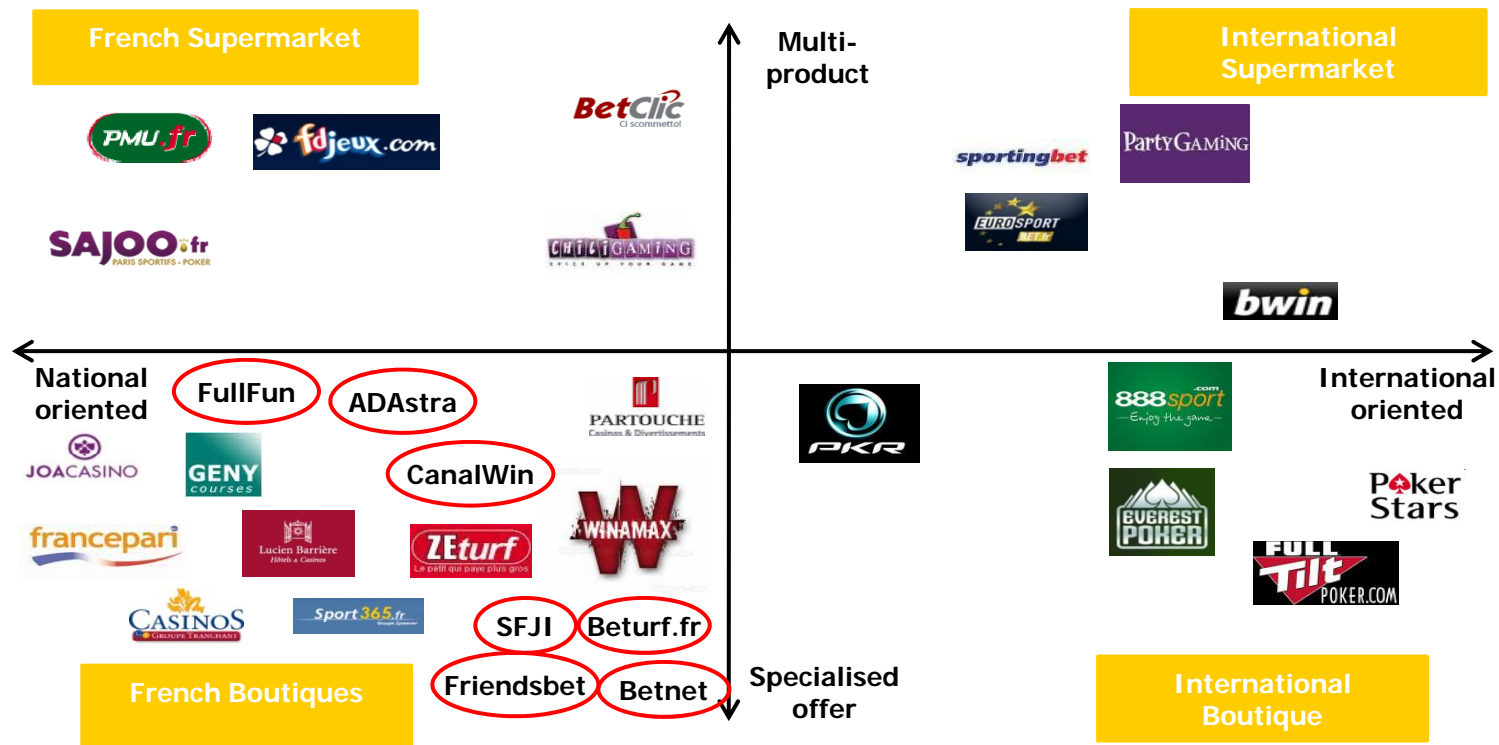 French Supermarket
Multi-
product
International
Supermarket
PMU.fr
fdjeux.com
BetClic
Ci scommetto!
sportingbet
PARTYGAMING
EUROSPORT
BET.fr
SAJOO.fr
PARIS SPORTIFS - POKER
CHILIGAMING
SPICE UP YOUR GAME
bwin
National
oriented
FullFun
ADAstra
PARTOUCHE
Casinos & Divertissements
PKR
888sport
.com
Enjoy the game
International
oriented
JOACASINO
GENY
courses
CanalWin
WINAMAX
EVEREST
POKER
Poker
Stars
francepari
Lucien Barrière
Hôtels & Casinos
ZEturf
Le petit qui paye plus gros
FULL
Tilt
POKER.COM
CASINOS
GROUPE TRANCHANT
Sport365.fr
SFJI
Beturf.fr
French Boutiques
Friendsbet
Betnet
Specialised
offer
International
Boutique